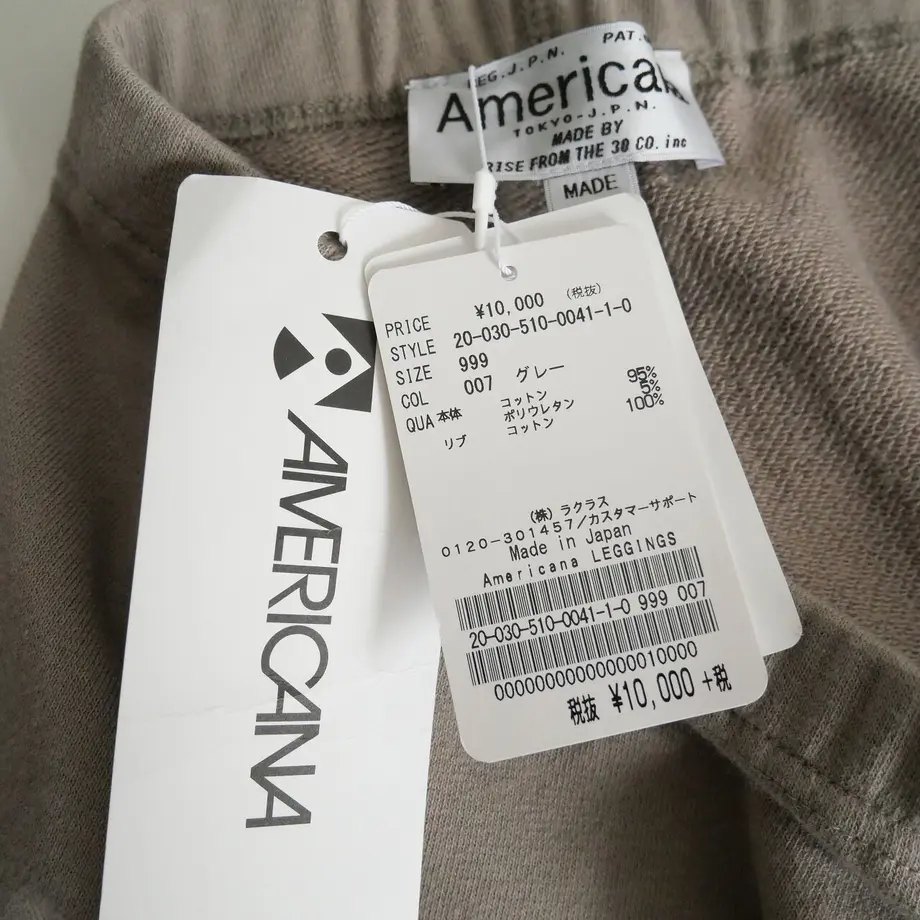 REG.J.P.N. PAT.
American
TOKYO-J.P.N.
MADE BY
RISE FROM THE 30 CO. inc
MADE
AMERICANA
PRICE ¥10,000 (税抜)
STYLE 20-030-510-0041-1-0
SIZE 999
COL 007 グレー
QUA 本体 コットン 95%
ポリウレタン 5%
リブ コットン 100%
(株)ラクラス
0120-301457/カスタマーサポート
Made in Japan
Americana LEGGINGS
20-030-510-0041-1-0 999 007
税抜 ¥10,000 +税